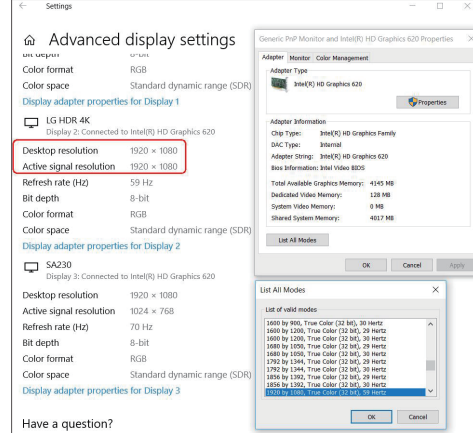 Settings
Advanced display settings
Bit depth 8-bit
Color format RGB
Color space Standard dynamic range (SDR)
Display adapter properties for Display 1
LG HDR 4K
Display 2: Connected to Intel(R) HD Graphics 620
Desktop resolution 1920 × 1080
Active signal resolution 1920 × 1080
Refresh rate (Hz) 59 Hz
Bit depth 8-bit
Color format RGB
Color space Standard dynamic range (SDR)
Display adapter properties for Display 2
SA230
Display 3: Connected to Intel(R) HD Graphics 620
Desktop resolution 1920 × 1080
Active signal resolution 1024 × 768
Refresh rate (Hz) 70 Hz
Bit depth 8-bit
Color format RGB
Color space Standard dynamic range (SDR)
Display adapter properties for Display 3
Have a question?
Generic PnP Monitor and Intel(R) HD Graphics 620 Properties
Adapter Monitor Color Management
Adapter Type
Intel(R) HD Graphics 620
Properties
Adapter Information
Chip Type: Intel(R) HD Graphics Family
DAC Type: Internal
Adapter String: Intel(R) HD Graphics 620
Bios Information: Intel Video BIOS
Total Available Graphics Memory: 4145 MB
Dedicated Video Memory: 128 MB
System Video Memory: 0 MB
Shared System Memory: 4017 MB
List All Modes
OK Cancel Apply
List All Modes
List of valid modes
1600 by 900, True Color (32 bit), 30 Hertz
1600 by 1200, True Color (32 bit), 29 Hertz
1600 by 1200, True Color (32 bit), 30 Hertz
1680 by 1050, True Color (32 bit), 29 Hertz
1680 by 1050, True Color (32 bit), 30 Hertz
1792 by 1344, True Color (32 bit), 29 Hertz
1792 by 1344, True Color (32 bit), 30 Hertz
1856 by 1392, True Color (32 bit), 29 Hertz
1856 by 1392, True Color (32 bit), 30 Hertz
1920 by 1080, True Color (32 bit), 59 Hertz
OK Cancel